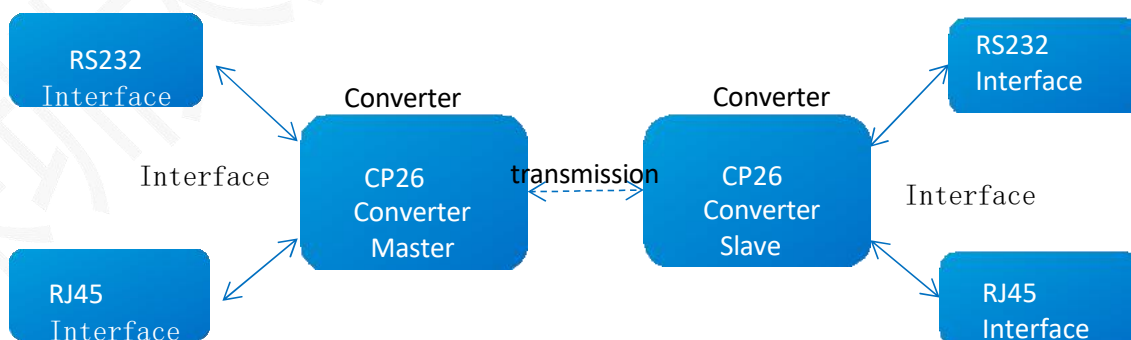 RS232
Interface
Converter
Converter
RS232
Interface
Interface
CP26
Converter
Master
transmission
CP26
Converter
Slave
Interface
RJ45
Interface
RJ45
Interface